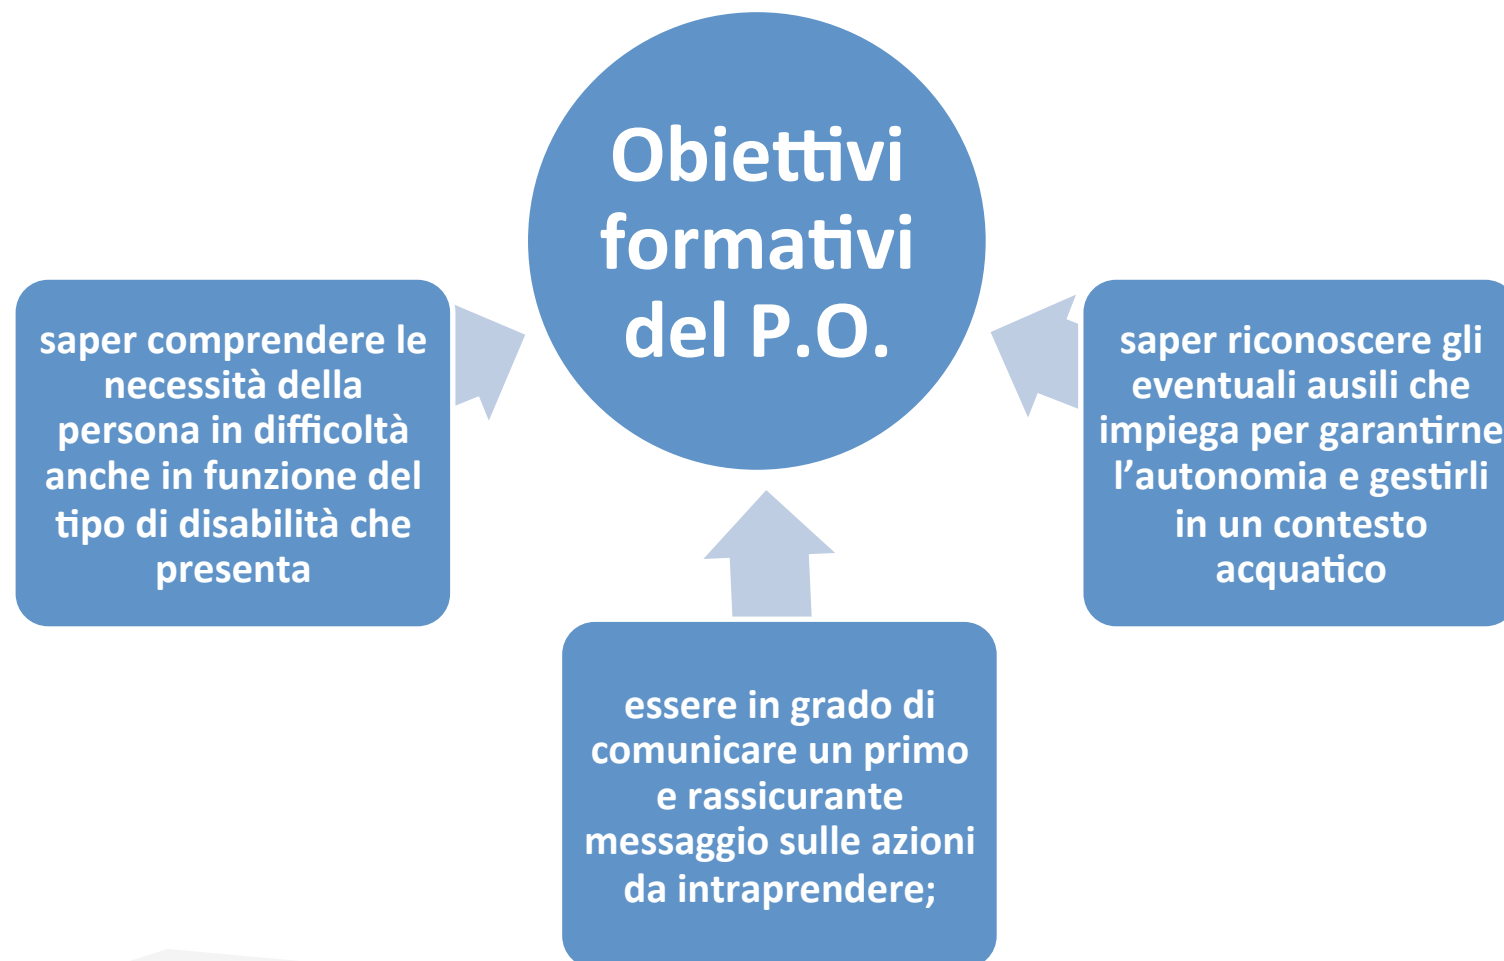 Obiettivi
formativi
del P.O.
saper comprendere le
necessità della
persona in difficoltà
anche in funzione del
tipo di disabilità che
presenta
essere in grado di
comunicare un primo
e rassicurante
messaggio sulle azioni
da intraprendere;
saper riconoscere gli
eventuali ausili che
impiega per garantirne
l’autonomia e gestirli
in un contesto
acquatico